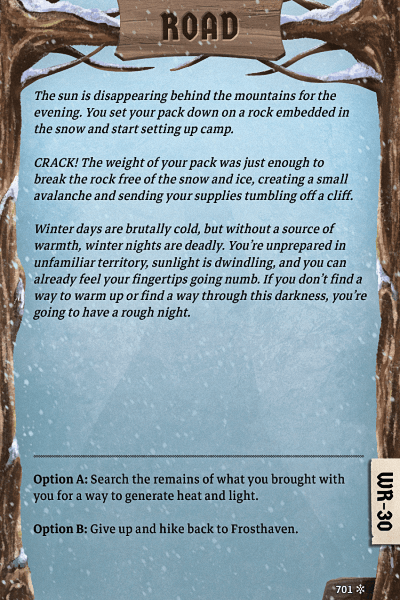 ROAD
The sun is disappearing behind the mountains for the
evening. You set your pack down on a rock embedded in
the snow and start setting up camp.
CRACK! The weight of your pack was just enough to
break the rock free of the snow and ice, creating a small
avalanche and sending your supplies tumbling off a cliff.
Winter days are brutally cold, but without a source of
warmth, winter nights are deadly. You're unprepared in
unfamiliar territory, sunlight is dwindling, and you can
already feel your fingertips going numb. If you don't find a
way to warm up or find a way through this darkness, you're
going to have a rough night.
Option A: Search the remains of what you brought with
you for a way to generate heat and light.
Option B: Give up and hike back to Frosthaven.
WR-30
701